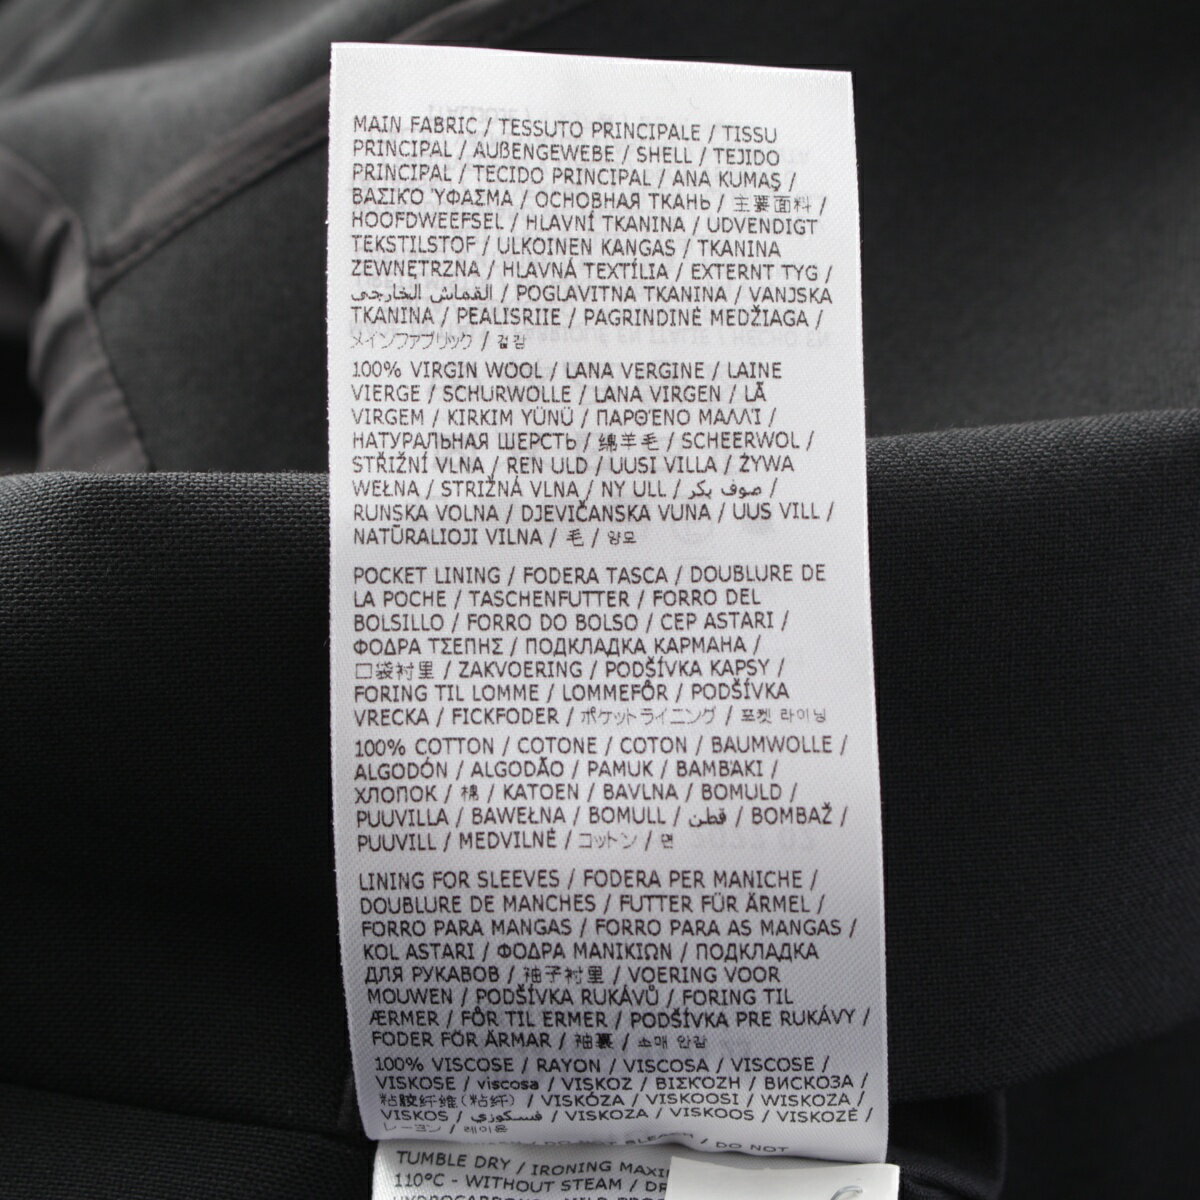 MAIN FABRIC / TESSUTO PRINCIPALE / TISSU
PRINCIPAL / AUßENGEWEBE / SHELL / TEJIDO
PRINCIPAL / TECIDO PRINCIPAL / ANA KUMAŞ /
ΒΑΣΙΚΟ ΎΦΑΣΜΑ / ОСНОВНАЯ ТКАНЬ / 主要面料 /
HOOFDWEEFSEL / HLAVNÍ TKANINA / UDVENDIGT
TEKSTILSTOF / ULKOINEN KANGAS / TKANINA
ZEWNĘTRZNA / HLAVNÁ TEXTÍLIA / EXTERNT TYG /
القماش الخارجي / POGLAVITNA TKANINA / VANJSKA
TKANINA / PEALISRIIE / PAGRINDINĖ MEDŽIAGA /
メインファブリック / 겉감
100% VIRGIN WOOL / LANA VERGINE / LAINE
VIERGE / SCHURWOLLE / LANA VIRGEN / LÃ
VIRGEM / KIRKIM YÜNÜ / ΠΑΡΘΈΝΟ ΜΑΛΛΊ /
НАТУРАЛЬНАЯ ШЕРСТЬ / 绵羊毛 / SCHEERWOL /
STŘIŽNÍ VLNA / REN ULD / UUSI VILLA / ŻYWA
WEŁNA / STRIŽNÁ VLNA / NY ULL / صوف بكر /
RUNSKA VOLNA / DJEVIČANSKA VUNA / UUS VILL /
NATŪRALIOJI VILNA / 毛 / 양모
POCKET LINING / FODERA TASCA / DOUBLURE DE
LA POCHE / TASCHENFUTTER / FORRO DEL
BOLSILLO / FORRO DO BOLSO / CEP ASTARI /
ΦΟΔΡΑ ΤΣΕΠΗΣ / ПОДКЛАДКА КАРМАНА /
口袋衬里 / ZAKVOERING / PODŠÍVKA KAPSY /
FORING TIL LOMME / LOMMEFÔR / PODŠÍVKA
VRECKA / FICKFODER / ポケットライニング / 포켓 라이닝
100% COTTON / COTONE / COTON / BAUMWOLLE /
ALGODÓN / ALGODÃO / PAMUK / ΒΑΜΒΆΚΙ /
ХЛОПОК / 棉 / KATOEN / BAVLNA / BOMULD /
PUUVILLA / BAWEŁNA / BOMULL / قطن / BOMBAŽ /
PUUVILL / MEDVILNĖ / コットン / 면
LINING FOR SLEEVES / FODERA PER MANICHE /
DOUBLURE DE MANCHES / FUTTER FÜR ÄRMEL /
FORRO PARA MANGAS / FORRO PARA AS MANGAS /
KOL ASTARI / ΦΟΔΡΑ ΜΑΝΙΚΙΩΝ / ПОДКЛАДКА
ДЛЯ РУКАВОВ / 袖子衬里 / VOERING VOOR
MOUWEN / PODŠÍVKA RUKÁVŮ / FORING TIL
ÆRMER / FÔR TIL ERMER / PODŠÍVKA PRE RUKÁVY /
FODER FÖR ÄRMAR / 袖裏 / 소매 안감
100% VISCOSE / RAYON / VISCOSA / VISCOSE /
VISKOSE / viscosa / VISKOZ / ΒΙΣΚΟΖΗ / ВИСКОЗА /
粘胶纤维(粘纤) / VISKÓZA / VISKOOSI / WISKOZA /
VISKOS / فسكوزي / VISKOZA / VISKOOS / VISKOZĖ /
レーヨン / 레이온
/ DO NOT BLEACH / DO NOT
TUMBLE DRY / IRONING MAXI
110°C - WITHOUT STEAM /